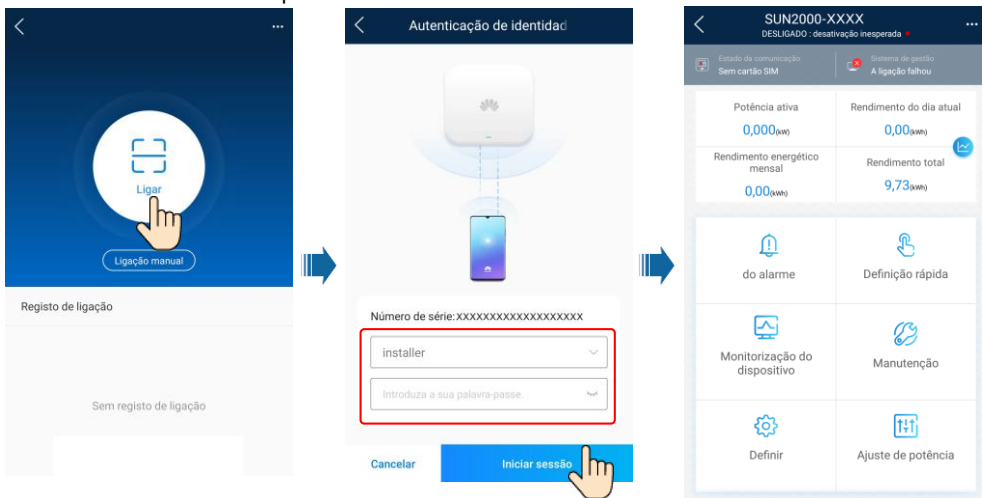 Ligar
Ligação manual
Registo de ligação
Sem registo de ligação
Autenticação de identidad
Número de série:XXXXXXXXXXXXXXXXXXX
installer
Introduza a sua palavra-passe.
Cancelar
Iniciar sessão
SUN2000-XXXX
DESLIGADO : desativação inesperada
Estado da comunicação
Sem cartão SIM
Sistema de gestão
A ligação falhou
Potência ativa
0,000(kW)
Rendimento do dia atual
0,00(kWh)
Rendimento energético
mensal
0,00(kWh)
Rendimento total
9,73(kWh)
do alarme
Definição rápida
Monitorização do
dispositivo
Manutenção
Definir
Ajuste de potência